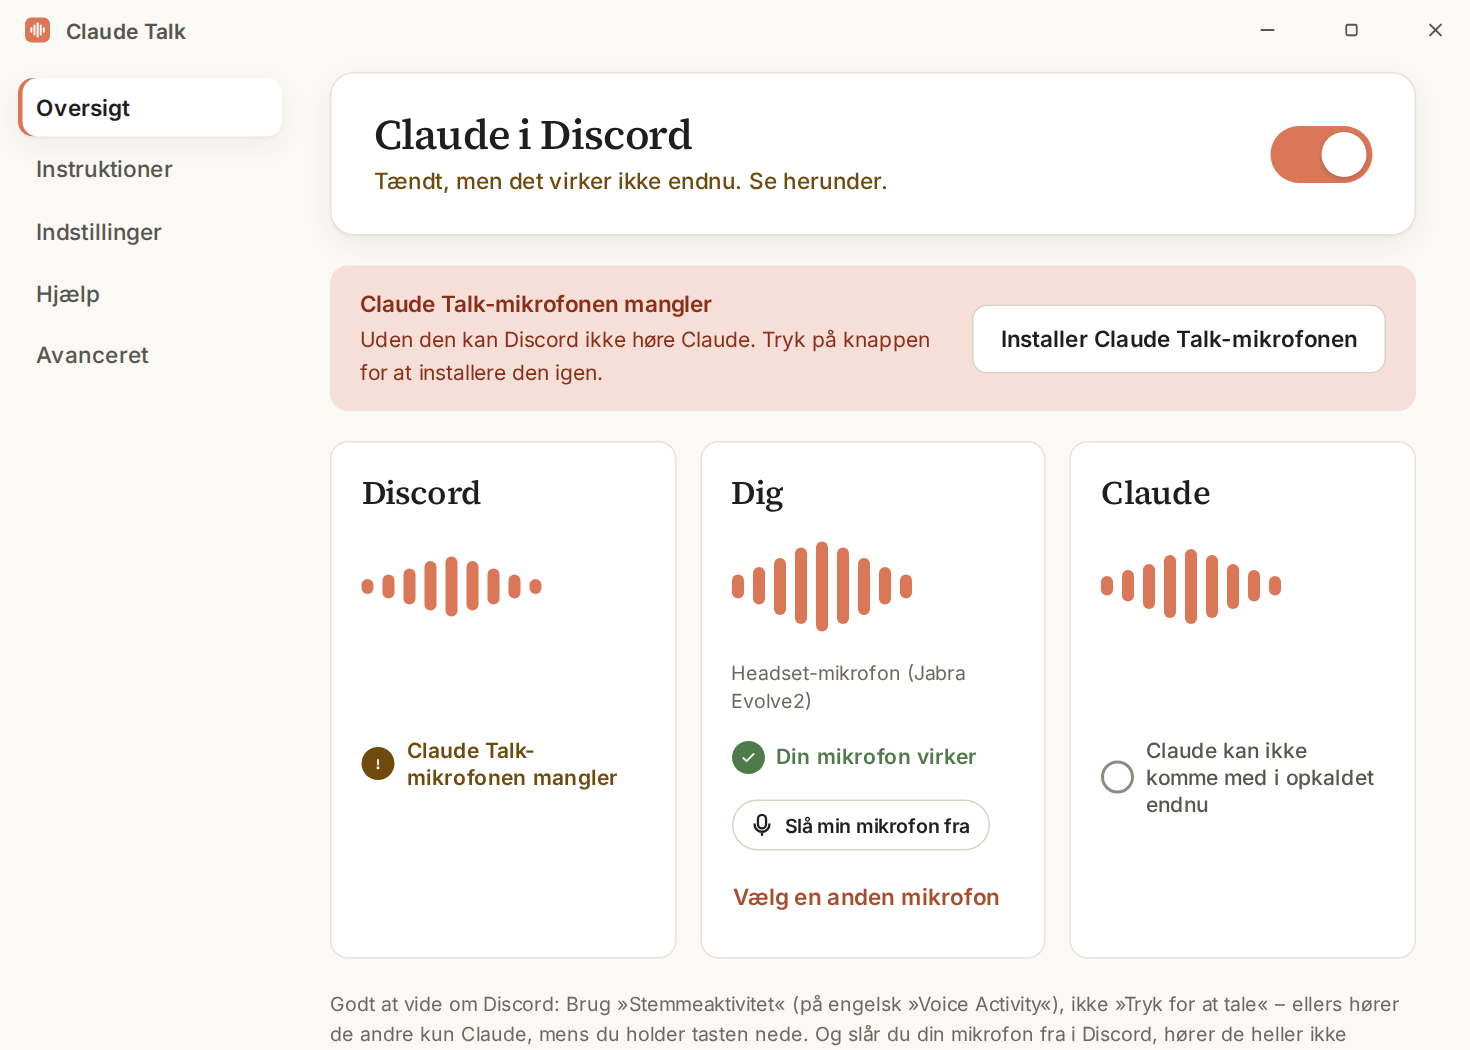 Claude Talk
Oversigt
Instruktioner
Indstillinger
Hjælp
Avanceret
Claude i Discord
Tændt, men det virker ikke endnu. Se herunder.
Claude Talk-mikrofonen mangler
Uden den kan Discord ikke høre Claude. Tryk på knappen
for at installere den igen.
Installer Claude Talk-mikrofonen
Discord
Claude Talk-
mikrofonen mangler
Dig
Headset-mikrofon (Jabra
Evolve2)
Din mikrofon virker
Slå min mikrofon fra
Vælg en anden mikrofon
Claude
Claude kan ikke
komme med i opkaldet
endnu
Godt at vide om Discord: Brug »Stemmeaktivitet« (på engelsk »Voice Activity«), ikke »Tryk for at tale« – ellers hører
de andre kun Claude, mens du holder tasten nede. Og slår du din mikrofon fra i Discord, hører de heller ikke